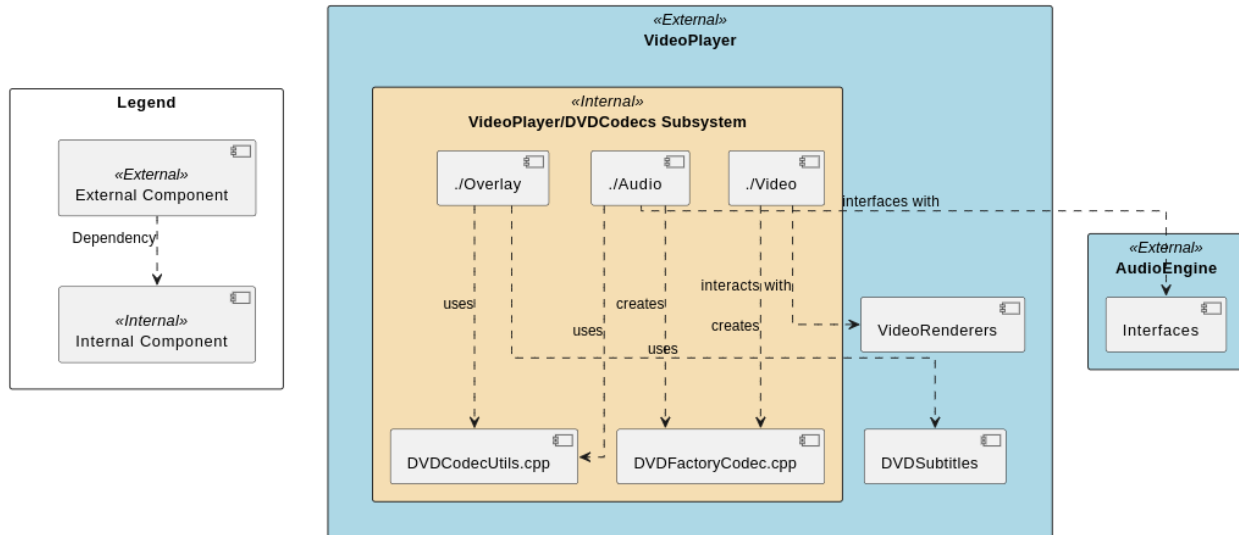 «External»
VideoPlayer
Legend
«External»
External Component
Dependency
«Internal»
Internal Component
«Internal»
VideoPlayer/DVDCodecs Subsystem
./Overlay
./Audio
./Video
interfaces with
«External»
AudioEngine
Interfaces
uses
creates
interacts with
uses
creates
uses
VideoRenderers
DVDCodecUtils.cpp
DVDFactoryCodec.cpp
DVDSubtitles